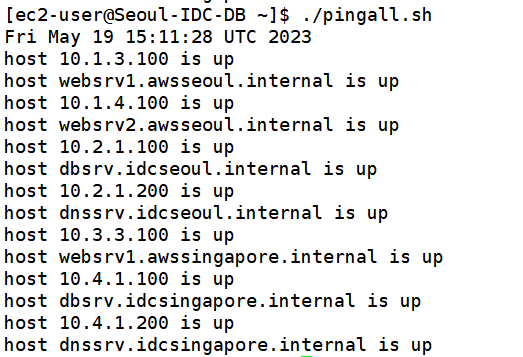 [ec2-user@Seoul-IDC-DB ~]$ ./pingall.sh
Fri May 19 15:11:28 UTC 2023
host 10.1.3.100 is up
host websrv1.awsseoul.internal is up
host 10.1.4.100 is up
host websrv2.awsseoul.internal is up
host 10.2.1.100 is up
host dbsrv.idcseoul.internal is up
host 10.2.1.200 is up
host dnssrv.idcseoul.internal is up
host 10.3.3.100 is up
host websrv1.awssingapore.internal is up
host 10.4.1.100 is up
host dbsrv.idcsingapore.internal is up
host 10.4.1.200 is up
host dnssrv.idcsingapore.internal is up